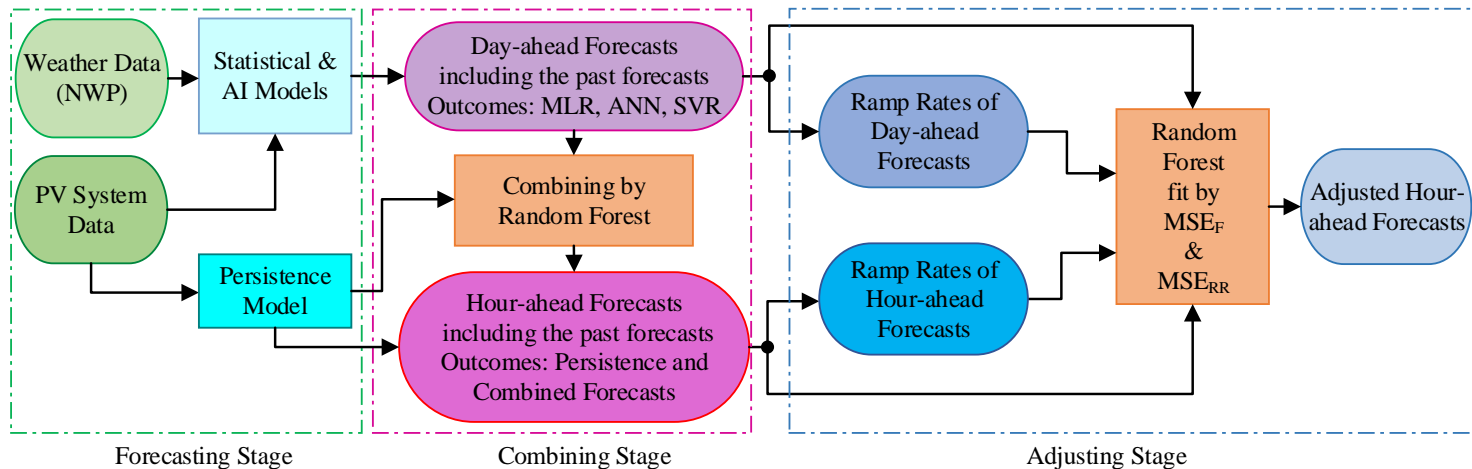 Weather Data
(NWP)
Statistical &
AI Models
PV System
Data
Persistence
Model
Forecasting Stage
Day-ahead Forecasts
including the past forecasts
Outcomes: MLR, ANN, SVR
Combining by
Random Forest
Hour-ahead Forecasts
including the past forecasts
Outcomes: Persistence and
Combined Forecasts
Combining Stage
Ramp Rates of
Day-ahead
Forecasts
Ramp Rates of
Hour-ahead
Forecasts
Random
Forest
fit by
MSEF
&
MSERR
Adjusted Hour-
ahead Forecasts
Adjusting Stage